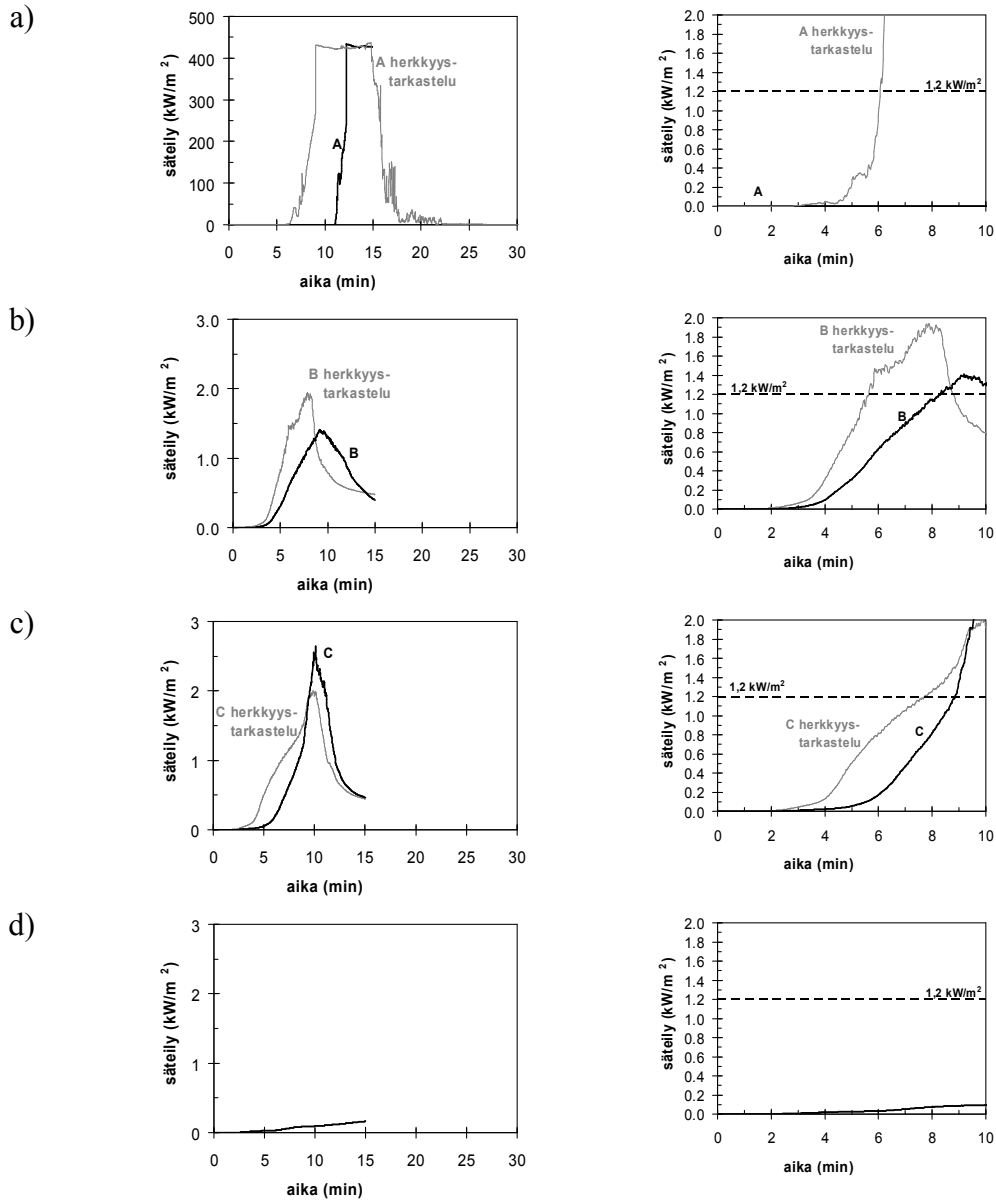 a)
säteily (kW/m 2 )
500
400
300
200
100
0
A herkkyys-
tarkastelu
A
0 5 10 15 20 25 30
aika (min)
säteily (kW/m 2 )
2.0
1.8
1.6
1.4
1.2
1.0
0.8
0.6
0.4
0.2
0.0
A herkkyys-
tarkastelu
1,2 kW/m2
A
0 2 4 6 8 10
aika (min)
b)
säteily (kW/m 2 )
3.0
2.0
1.0
0.0
B herkkyys-
tarkastelu
B
0 5 10 15 20 25 30
aika (min)
säteily (kW/m 2 )
2.0
1.8
1.6
1.4
1.2
1.0
0.8
0.6
0.4
0.2
0.0
B herkkyys-
tarkastelu
1,2 kW/m2
B
0 2 4 6 8 10
aika (min)
c)
säteily (kW/m 2 )
3
2
1
0
C
C herkkyys-
tarkastelu
0 5 10 15 20 25 30
aika (min)
säteily (kW/m 2 )
2.0
1.8
1.6
1.4
1.2
1.0
0.8
0.6
0.4
0.2
0.0
1,2 kW/m2
C herkkyys-
tarkastelu
C
0 2 4 6 8 10
aika (min)
d)
säteily (kW/m 2 )
3
2
1
0
0 5 10 15 20 25 30
aika (min)
säteily (kW/m 2 )
2.0
1.8
1.6
1.4
1.2
1.0
0.8
0.6
0.4
0.2
0.0
1,2 kW/m2
0 2 4 6 8 10
aika (min)